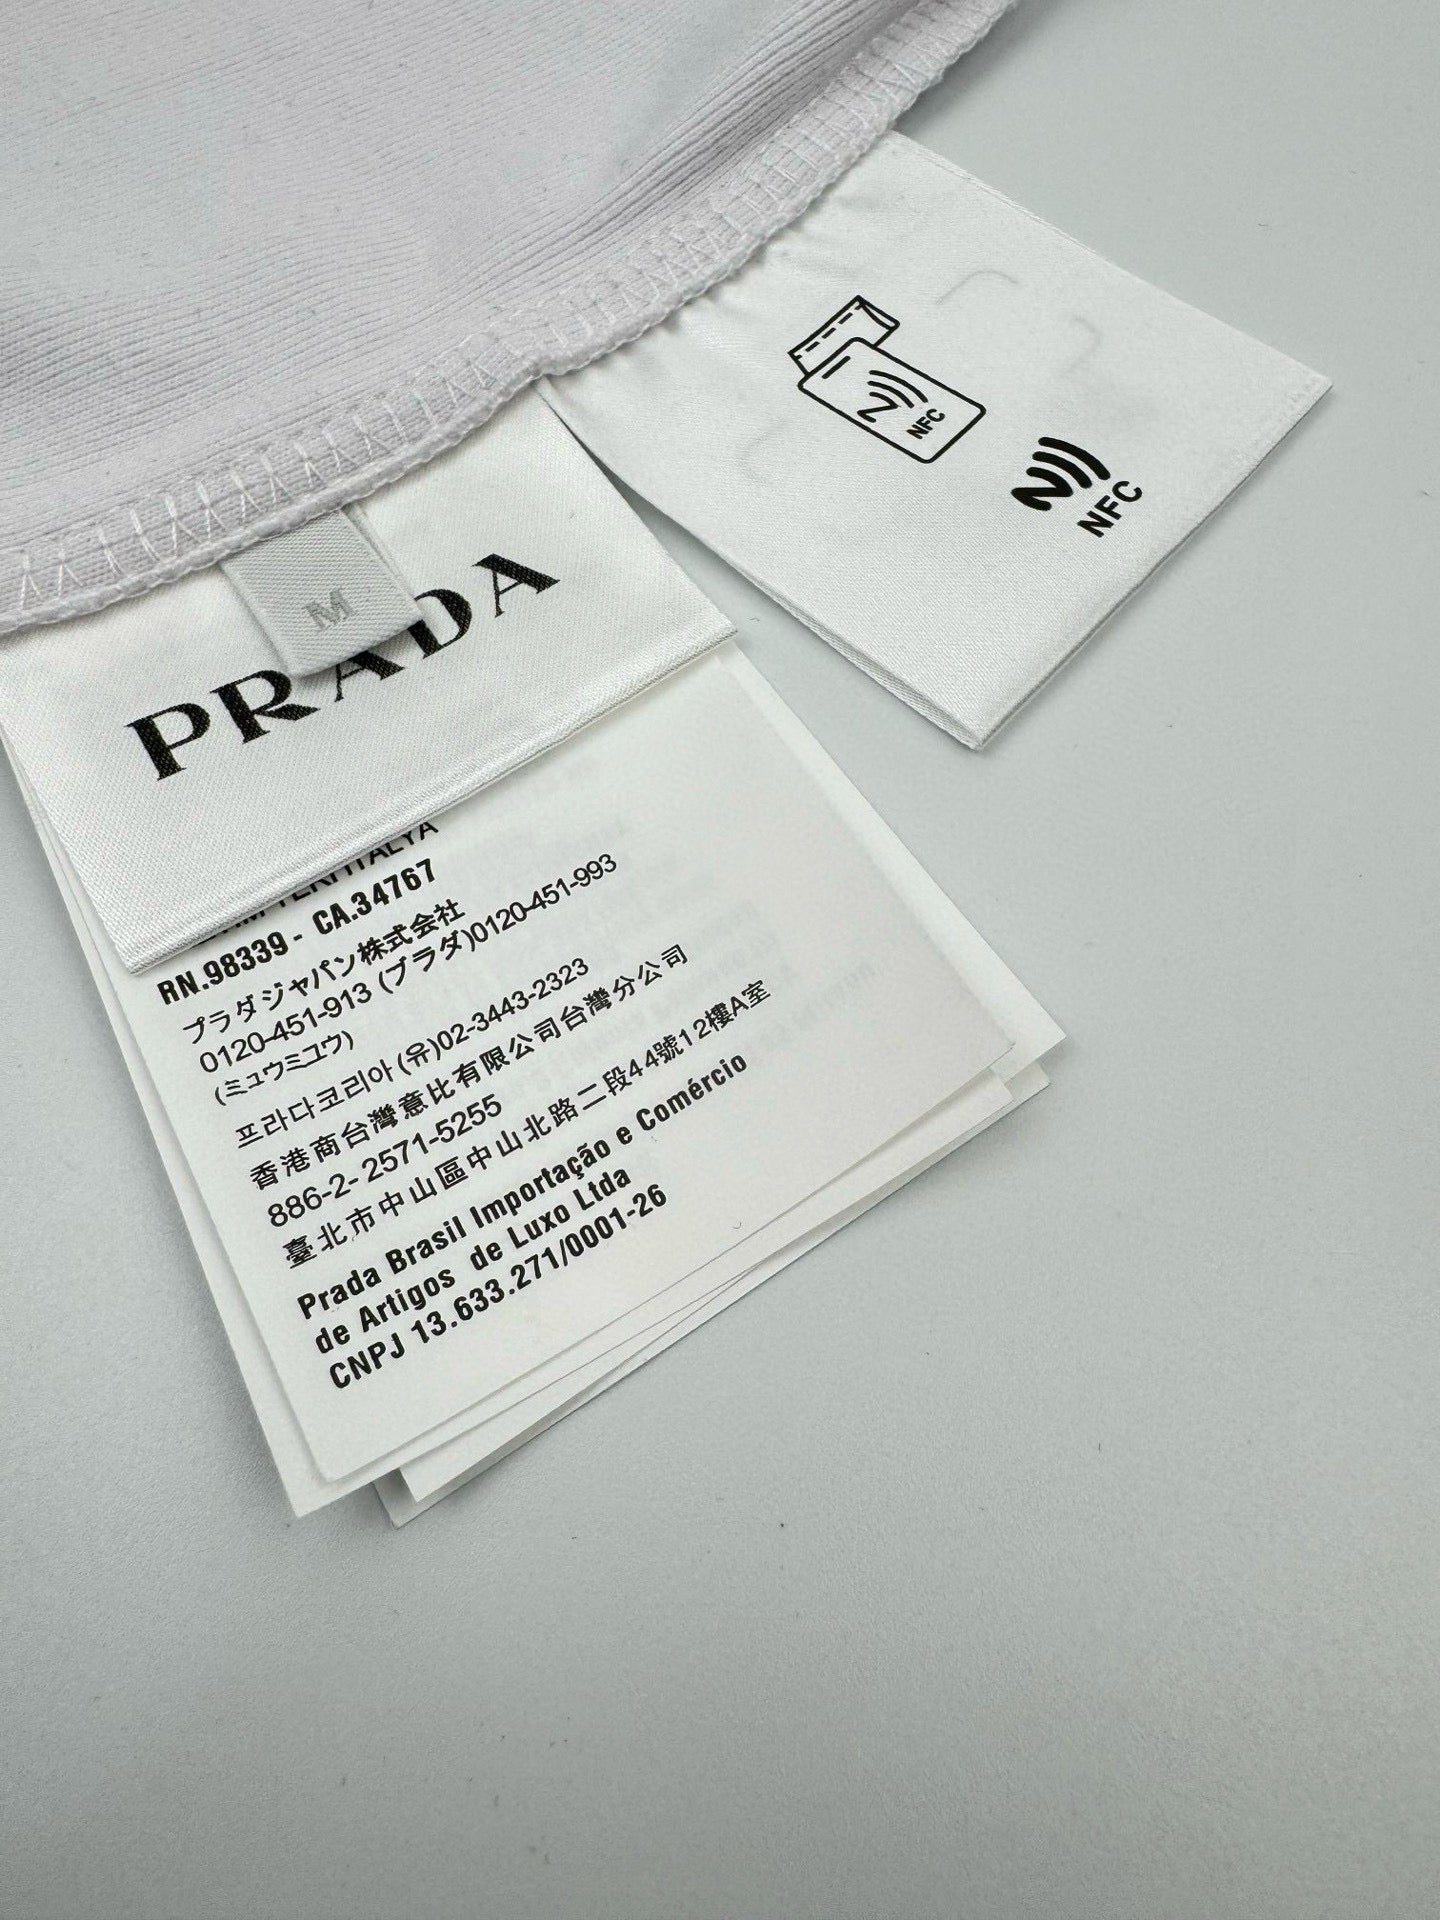 NFC
NFC
M
PRADA
İTALYA
RN.98339 - CA.34767
プラダジャパン株式会社
0120-451-913 (プラダ)0120-451-993
(ミュウミュウ)
프라다코리아(유)02-3443-2323
香港商台灣意比有限公司台灣分公司
886-2-2571-5255
臺北市中山區中山北路二段44號12樓A室
Prada Brasil Importação e Comércio
de Artigos de Luxo Ltda
CNPJ 13.633.271/0001-26